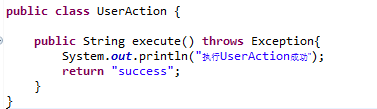 public class UserAction {
public String execute() throws Exception{
System.out.println("执行UserAction成功");
return "success";
}
}